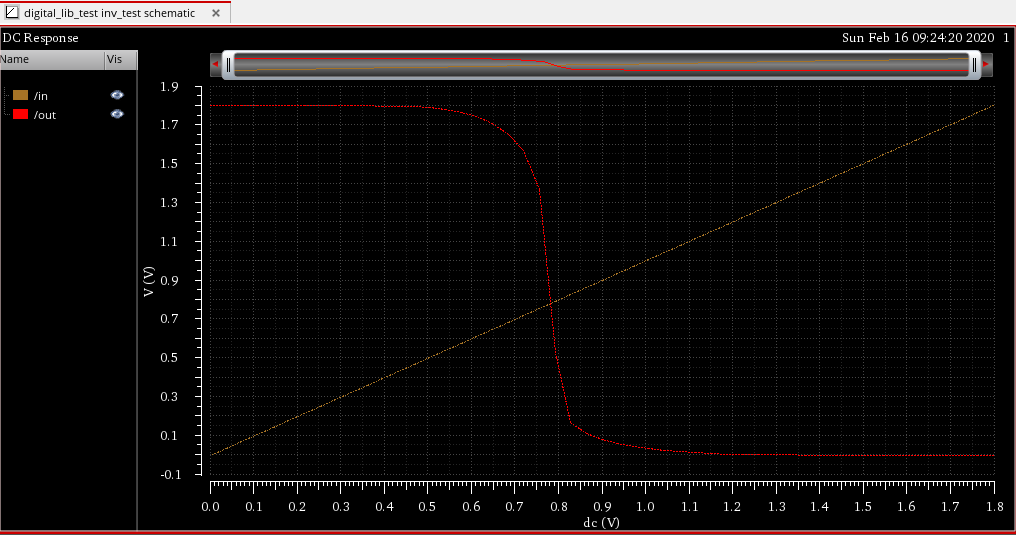 digital_lib_test inv_test schematic ×
DC Response
Sun Feb 16 09:24:20 2020 1
Name Vis
/in
/out
1.9
1.7
1.5
1.3
1.1
0.9
0.7
0.5
0.3
0.1
-0.1
V (V)
0.0 0.1 0.2 0.3 0.4 0.5 0.6 0.7 0.8 0.9 1.0 1.1 1.2 1.3 1.4 1.5 1.6 1.7 1.8
dc (V)